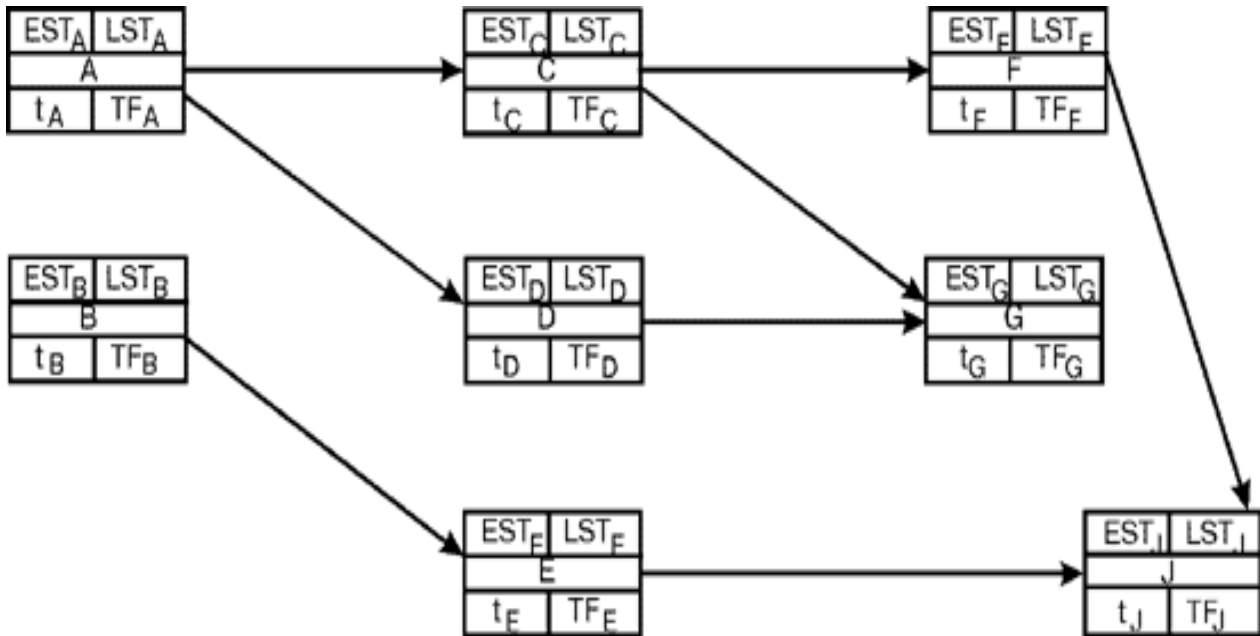 EST_A LST_A
A
t_A TF_A
EST_C LST_C
C
t_C TF_C
EST_F LST_F
F
t_F TF_F
EST_B LST_B
B
t_B TF_B
EST_D LST_D
D
t_D TF_D
EST_G LST_G
G
t_G TF_G
EST_E LST_E
E
t_E TF_E
EST_J LST_J
J
t_J TF_J